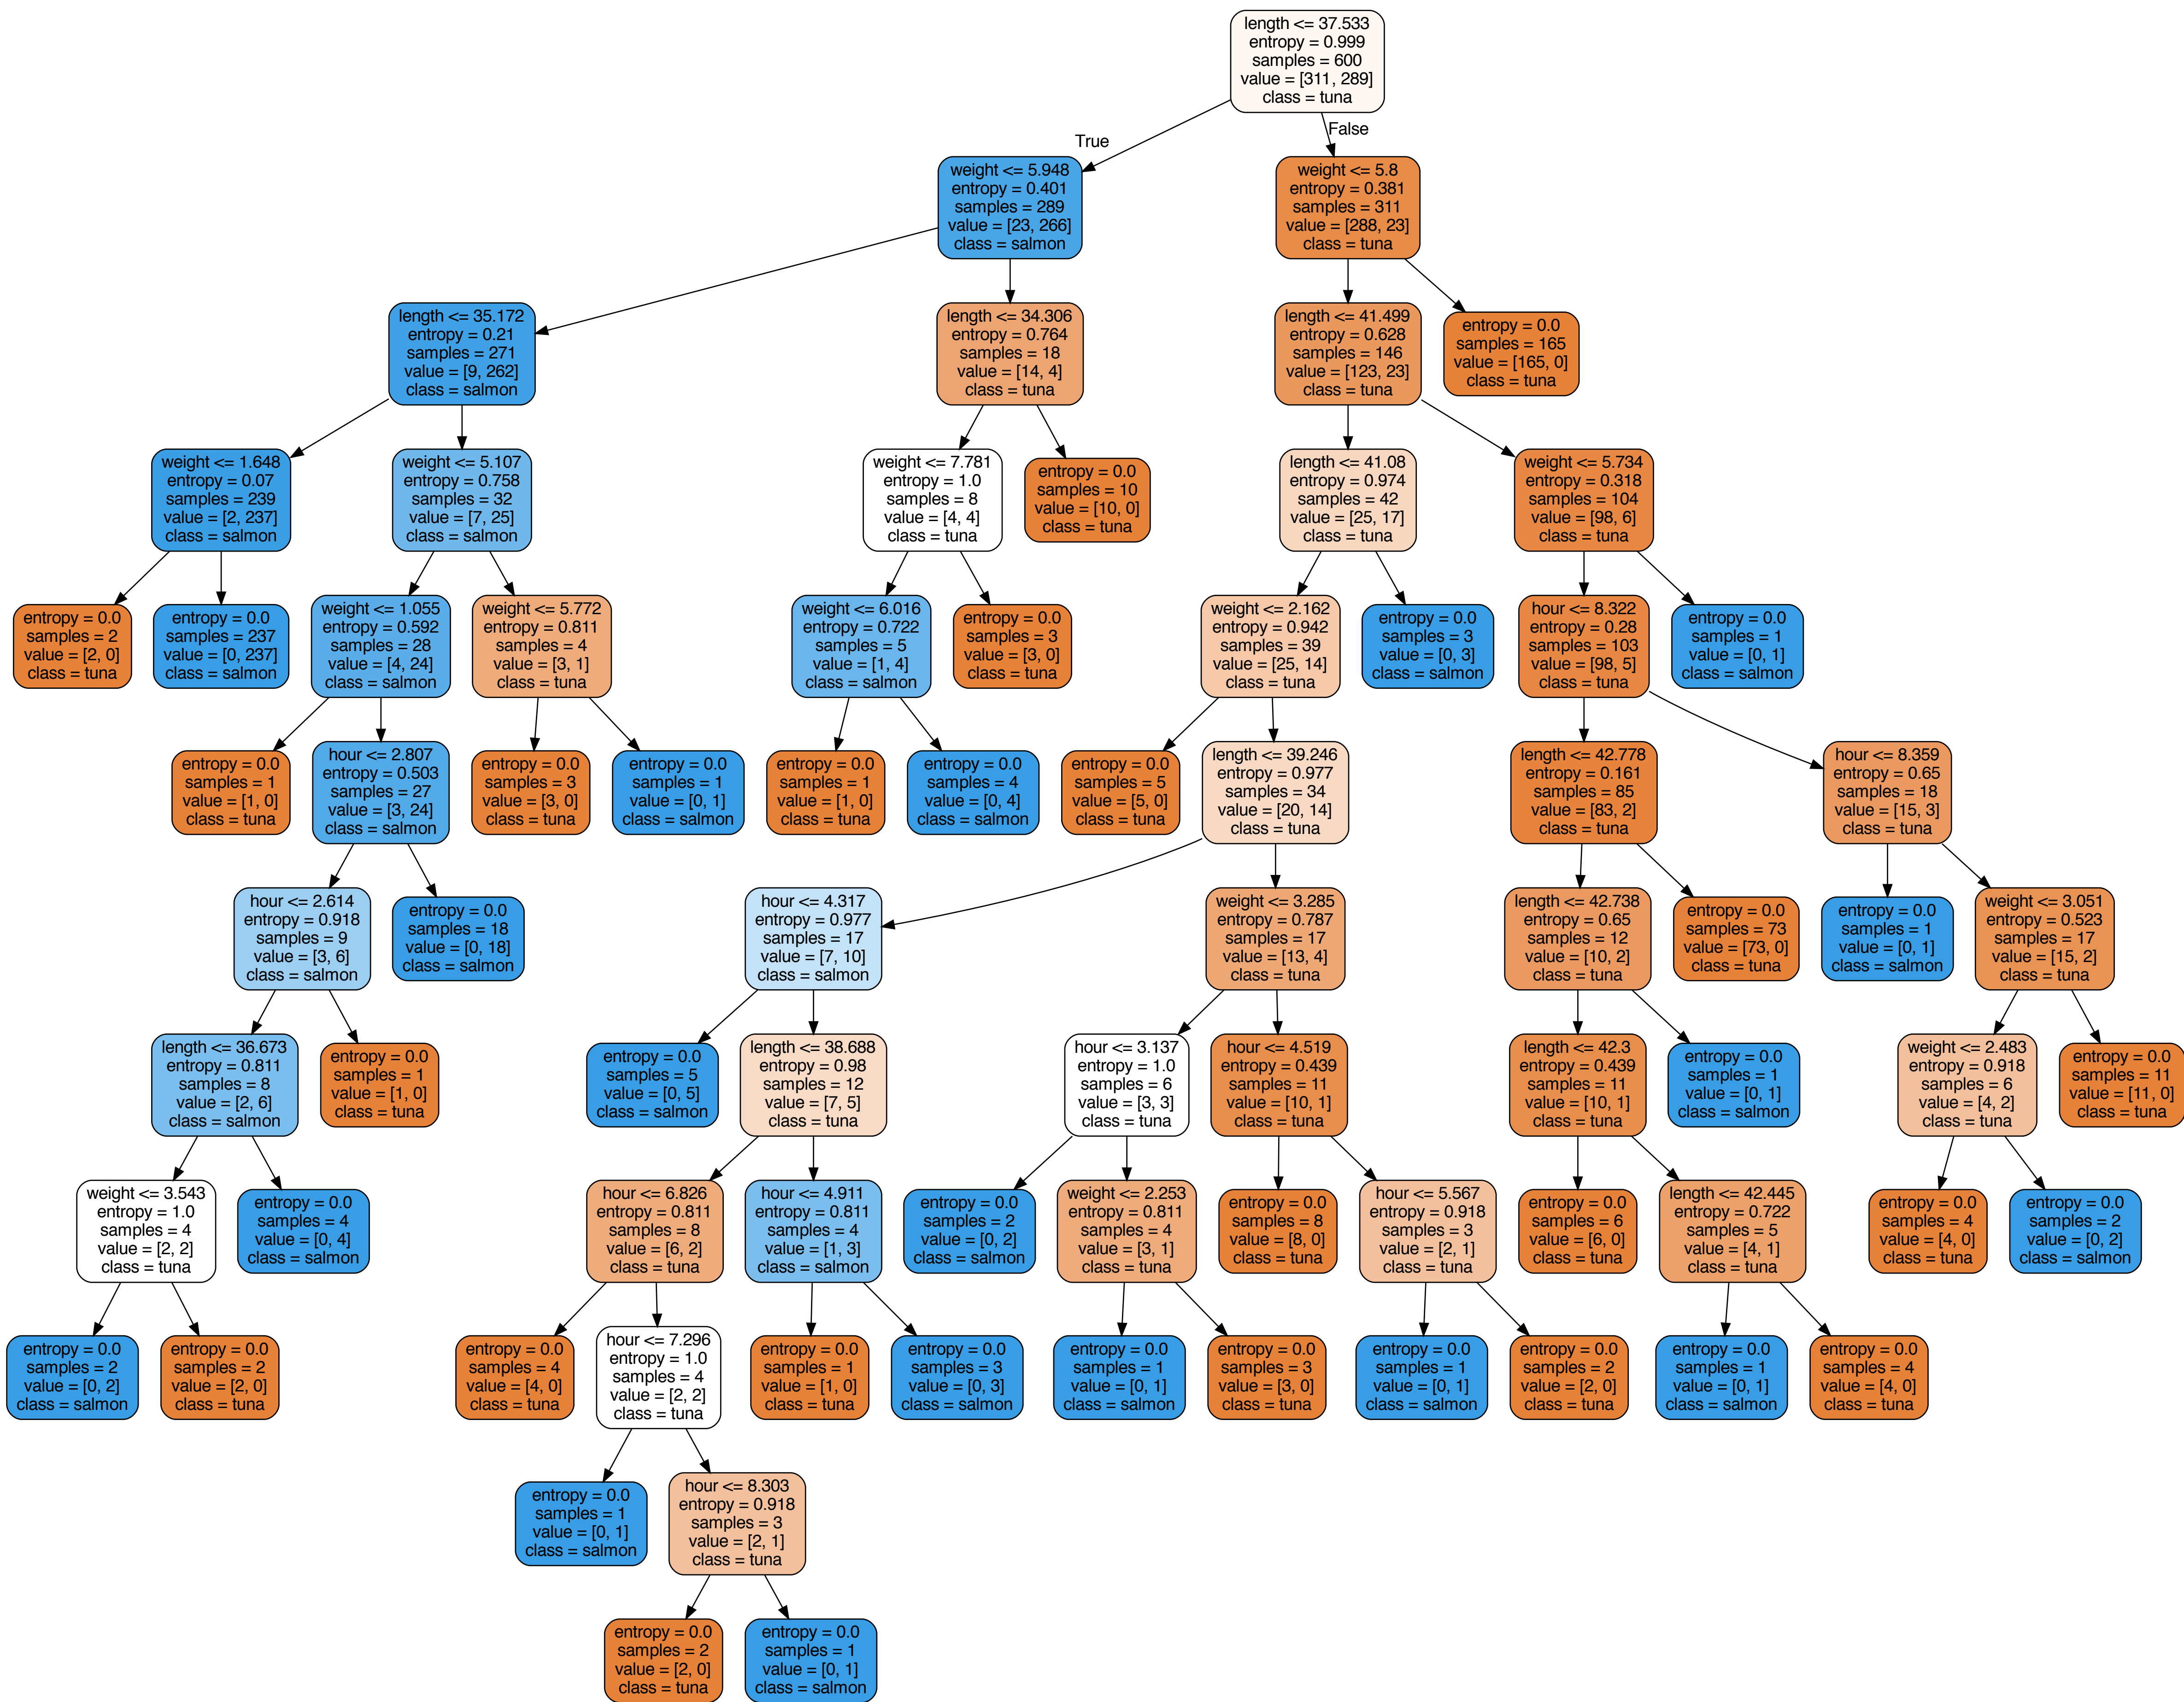 length <= 37.533
entropy = 0.999
samples = 600
value = [311, 289]
class = tuna
True
False
weight <= 5.948
entropy = 0.401
samples = 289
value = [23, 266]
class = salmon
weight <= 5.8
entropy = 0.381
samples = 311
value = [288, 23]
class = tuna
length <= 35.172
entropy = 0.21
samples = 271
value = [9, 262]
class = salmon
length <= 34.306
entropy = 0.764
samples = 18
value = [14, 4]
class = tuna
length <= 41.499
entropy = 0.628
samples = 146
value = [123, 23]
class = tuna
entropy = 0.0
samples = 165
value = [165, 0]
class = tuna
weight <= 1.648
entropy = 0.07
samples = 239
value = [2, 237]
class = salmon
weight <= 5.107
entropy = 0.758
samples = 32
value = [7, 25]
class = salmon
weight <= 7.781
entropy = 1.0
samples = 8
value = [4, 4]
class = tuna
entropy = 0.0
samples = 10
value = [10, 0]
class = tuna
length <= 41.08
entropy = 0.974
samples = 42
value = [25, 17]
class = tuna
weight <= 5.734
entropy = 0.318
samples = 104
value = [98, 6]
class = tuna
entropy = 0.0
samples = 2
value = [2, 0]
class = tuna
entropy = 0.0
samples = 237
value = [0, 237]
class = salmon
weight <= 1.055
entropy = 0.592
samples = 28
value = [4, 24]
class = salmon
weight <= 5.772
entropy = 0.811
samples = 4
value = [3, 1]
class = tuna
weight <= 6.016
entropy = 0.722
samples = 5
value = [1, 4]
class = salmon
entropy = 0.0
samples = 3
value = [3, 0]
class = tuna
weight <= 2.162
entropy = 0.942
samples = 39
value = [25, 14]
class = tuna
entropy = 0.0
samples = 3
value = [0, 3]
class = salmon
hour <= 8.322
entropy = 0.28
samples = 103
value = [98, 5]
class = tuna
entropy = 0.0
samples = 1
value = [0, 1]
class = salmon
entropy = 0.0
samples = 1
value = [1, 0]
class = tuna
hour <= 2.807
entropy = 0.503
samples = 27
value = [3, 24]
class = salmon
entropy = 0.0
samples = 3
value = [3, 0]
class = tuna
entropy = 0.0
samples = 1
value = [0, 1]
class = salmon
entropy = 0.0
samples = 1
value = [1, 0]
class = tuna
entropy = 0.0
samples = 4
value = [0, 4]
class = salmon
entropy = 0.0
samples = 5
value = [5, 0]
class = tuna
length <= 39.246
entropy = 0.977
samples = 34
value = [20, 14]
class = tuna
length <= 42.778
entropy = 0.161
samples = 85
value = [83, 2]
class = tuna
hour <= 8.359
entropy = 0.65
samples = 18
value = [15, 3]
class = tuna
hour <= 2.614
entropy = 0.918
samples = 9
value = [3, 6]
class = salmon
entropy = 0.0
samples = 18
value = [0, 18]
class = salmon
hour <= 4.317
entropy = 0.977
samples = 17
value = [7, 10]
class = salmon
weight <= 3.285
entropy = 0.787
samples = 17
value = [13, 4]
class = tuna
length <= 42.738
entropy = 0.65
samples = 12
value = [10, 2]
class = tuna
entropy = 0.0
samples = 73
value = [73, 0]
class = tuna
entropy = 0.0
samples = 1
value = [0, 1]
class = salmon
weight <= 3.051
entropy = 0.523
samples = 17
value = [15, 2]
class = tuna
length <= 36.673
entropy = 0.811
samples = 8
value = [2, 6]
class = salmon
entropy = 0.0
samples = 1
value = [1, 0]
class = tuna
entropy = 0.0
samples = 5
value = [0, 5]
class = salmon
length <= 38.688
entropy = 0.98
samples = 12
value = [7, 5]
class = tuna
hour <= 3.137
entropy = 1.0
samples = 6
value = [3, 3]
class = tuna
hour <= 4.519
entropy = 0.439
samples = 11
value = [10, 1]
class = tuna
length <= 42.3
entropy = 0.439
samples = 11
value = [10, 1]
class = tuna
entropy = 0.0
samples = 1
value = [0, 1]
class = salmon
weight <= 2.483
entropy = 0.918
samples = 6
value = [4, 2]
class = tuna
entropy = 0.0
samples = 11
value = [11, 0]
class = tuna
weight <= 3.543
entropy = 1.0
samples = 4
value = [2, 2]
class = tuna
entropy = 0.0
samples = 4
value = [0, 4]
class = salmon
hour <= 6.826
entropy = 0.811
samples = 8
value = [6, 2]
class = tuna
hour <= 4.911
entropy = 0.811
samples = 4
value = [1, 3]
class = salmon
entropy = 0.0
samples = 2
value = [0, 2]
class = salmon
weight <= 2.253
entropy = 0.811
samples = 4
value = [3, 1]
class = tuna
entropy = 0.0
samples = 8
value = [8, 0]
class = tuna
hour <= 5.567
entropy = 0.918
samples = 3
value = [2, 1]
class = tuna
entropy = 0.0
samples = 6
value = [6, 0]
class = tuna
length <= 42.445
entropy = 0.722
samples = 5
value = [4, 1]
class = tuna
entropy = 0.0
samples = 4
value = [4, 0]
class = tuna
entropy = 0.0
samples = 2
value = [0, 2]
class = salmon
entropy = 0.0
samples = 2
value = [0, 2]
class = salmon
entropy = 0.0
samples = 2
value = [2, 0]
class = tuna
entropy = 0.0
samples = 4
value = [4, 0]
class = tuna
hour <= 7.296
entropy = 1.0
samples = 4
value = [2, 2]
class = tuna
entropy = 0.0
samples = 1
value = [1, 0]
class = tuna
entropy = 0.0
samples = 3
value = [0, 3]
class = salmon
entropy = 0.0
samples = 1
value = [0, 1]
class = salmon
entropy = 0.0
samples = 3
value = [3, 0]
class = tuna
entropy = 0.0
samples = 1
value = [0, 1]
class = salmon
entropy = 0.0
samples = 2
value = [2, 0]
class = tuna
entropy = 0.0
samples = 1
value = [0, 1]
class = salmon
entropy = 0.0
samples = 4
value = [4, 0]
class = tuna
entropy = 0.0
samples = 1
value = [0, 1]
class = salmon
hour <= 8.303
entropy = 0.918
samples = 3
value = [2, 1]
class = tuna
entropy = 0.0
samples = 2
value = [2, 0]
class = tuna
entropy = 0.0
samples = 1
value = [0, 1]
class = salmon